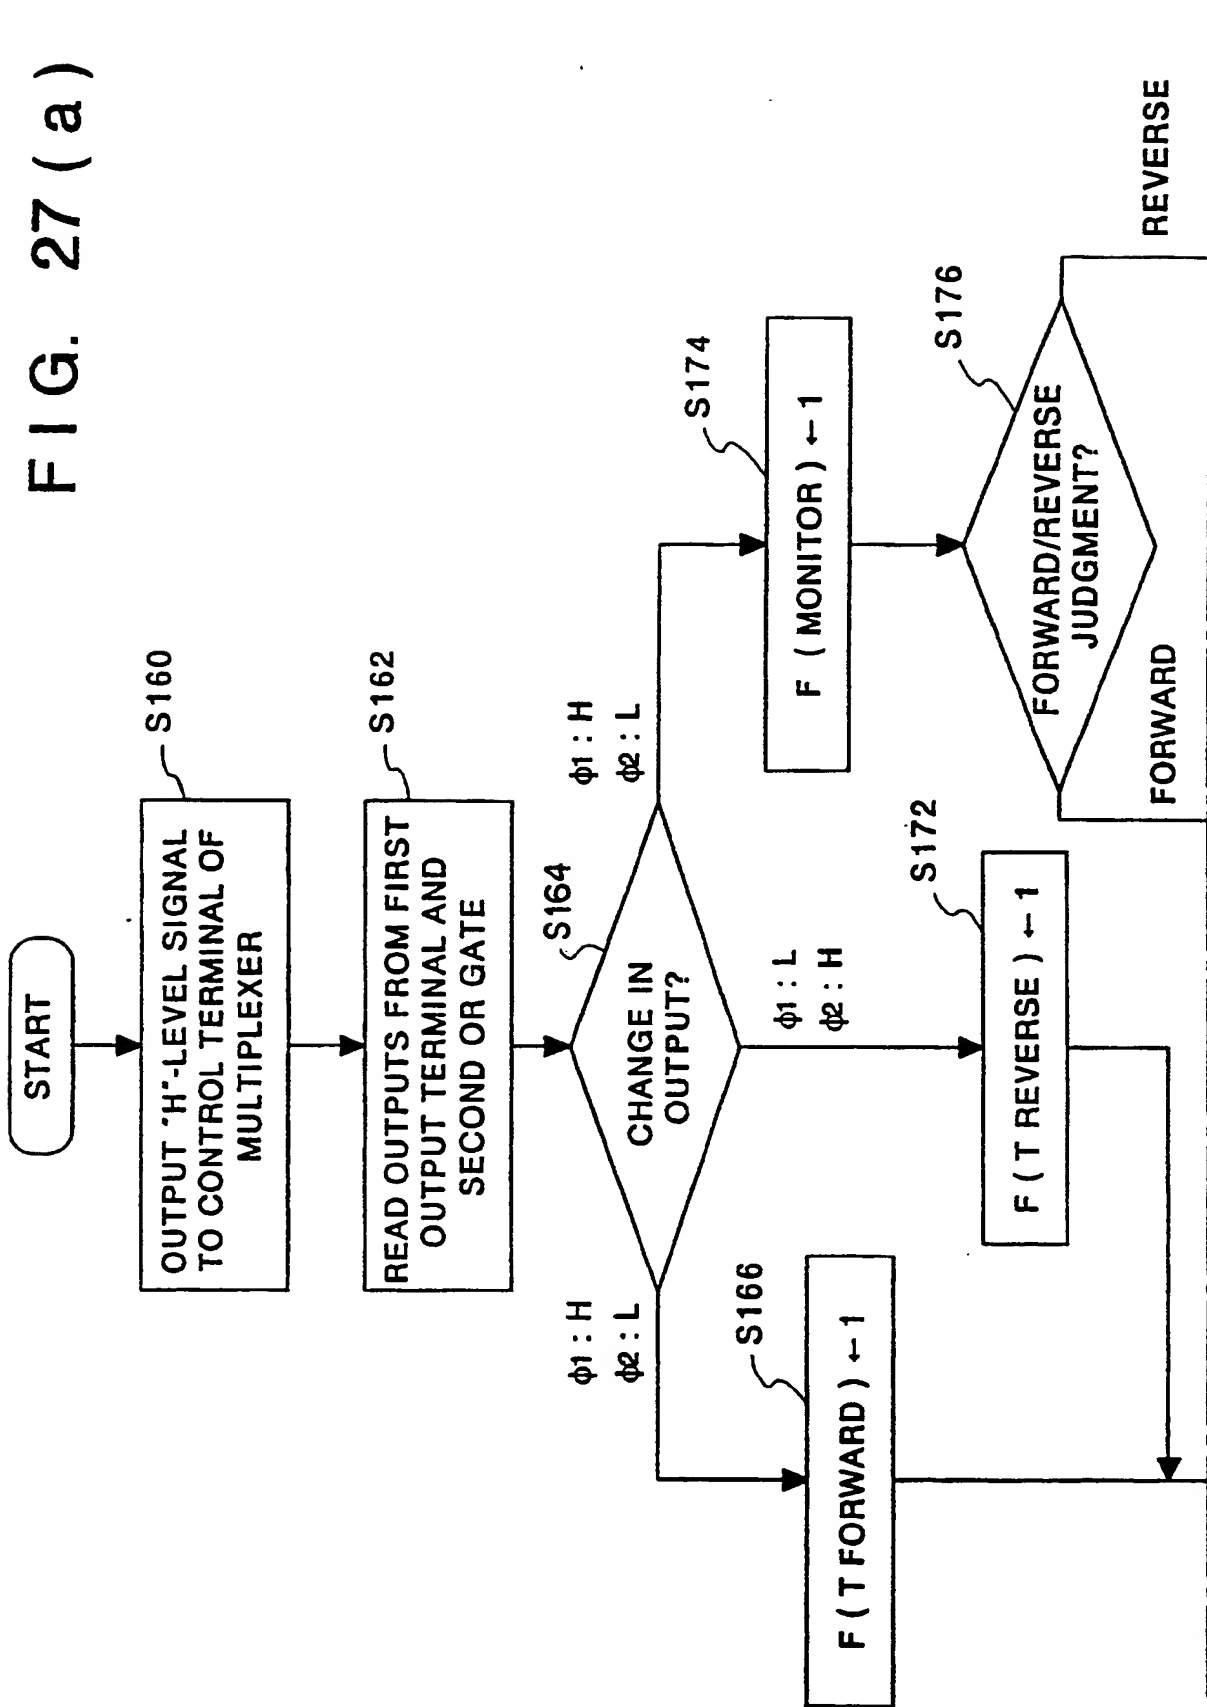 FIG. 27 (a)
START
S160
OUTPUT "H"-LEVEL SIGNAL
TO CONTROL TERMINAL OF
MULTIPLEXER
S162
READ OUTPUTS FROM FIRST
OUTPUT TERMINAL AND
SECOND OR GATE
S164
CHANGE IN
OUTPUT?
ϕ1 : H
ϕ2 : L
ϕ1 : L
ϕ2 : H
ϕ1 : H
ϕ2 : L
S166
F ( T FORWARD ) ← 1
S172
F ( T REVERSE ) ← 1
S174
F ( MONITOR ) ← 1
S176
FORWARD/REVERSE
JUDGMENT?
FORWARD
REVERSE